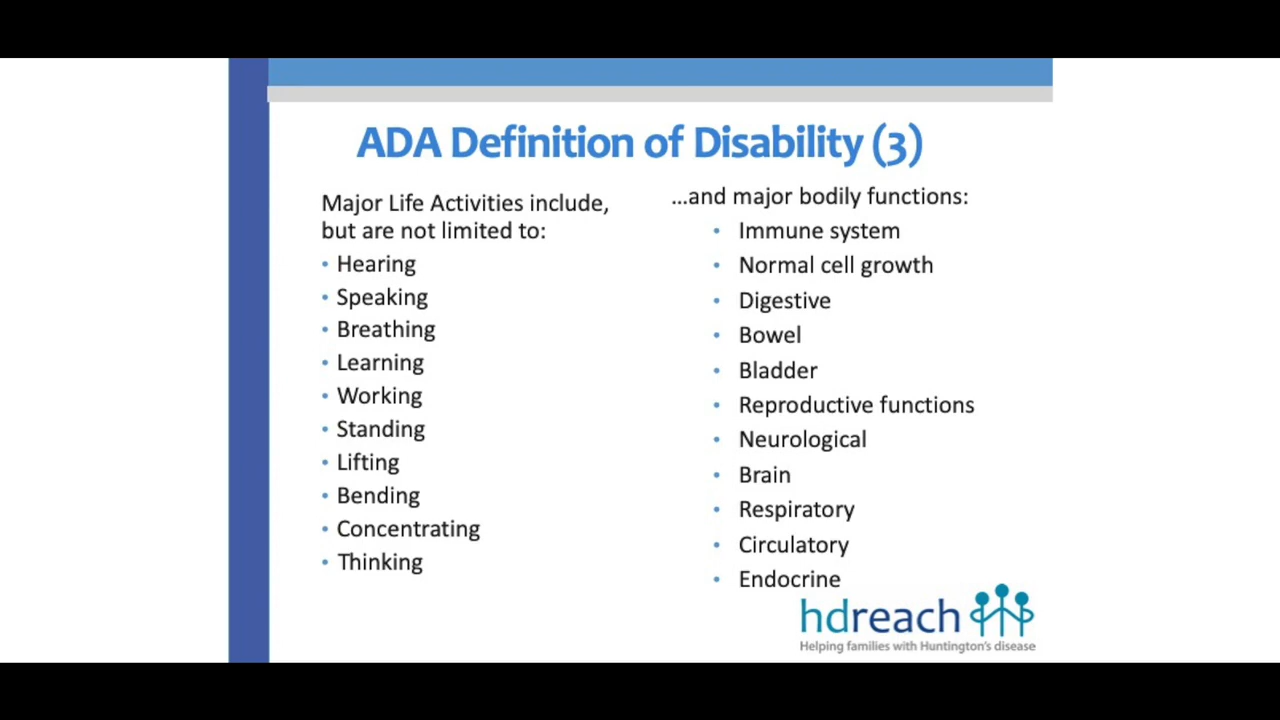 ADA Definition of Disability (3)
Major Life Activities include,
but are not limited to:
• Hearing
• Speaking
• Breathing
• Learning
• Working
• Standing
• Lifting
• Bending
• Concentrating
• Thinking
...and major bodily functions:
• Immune system
• Normal cell growth
• Digestive
• Bowel
• Bladder
• Reproductive functions
• Neurological
• Brain
• Respiratory
• Circulatory
• Endocrine
hdreach
Helping families with Huntington's disease